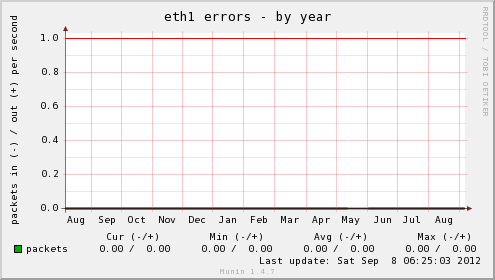 eth1 errors - by year
RRDTOOL / TOBI OETIKER
packets in (-) / out (+) per second
1.0
0.8
0.6
0.4
0.2
0.0
Aug Sep Oct Nov Dec Jan Feb Mar Apr May Jun Jul Aug
Cur (-/+) Min (-/+) Avg (-/+) Max (-/+)
packets 0.00 / 0.00 0.00 / 0.00 0.00 / 0.00 0.00 / 0.00
Last update: Sat Sep 8 06:25:03 2012
Munin 1.4.7